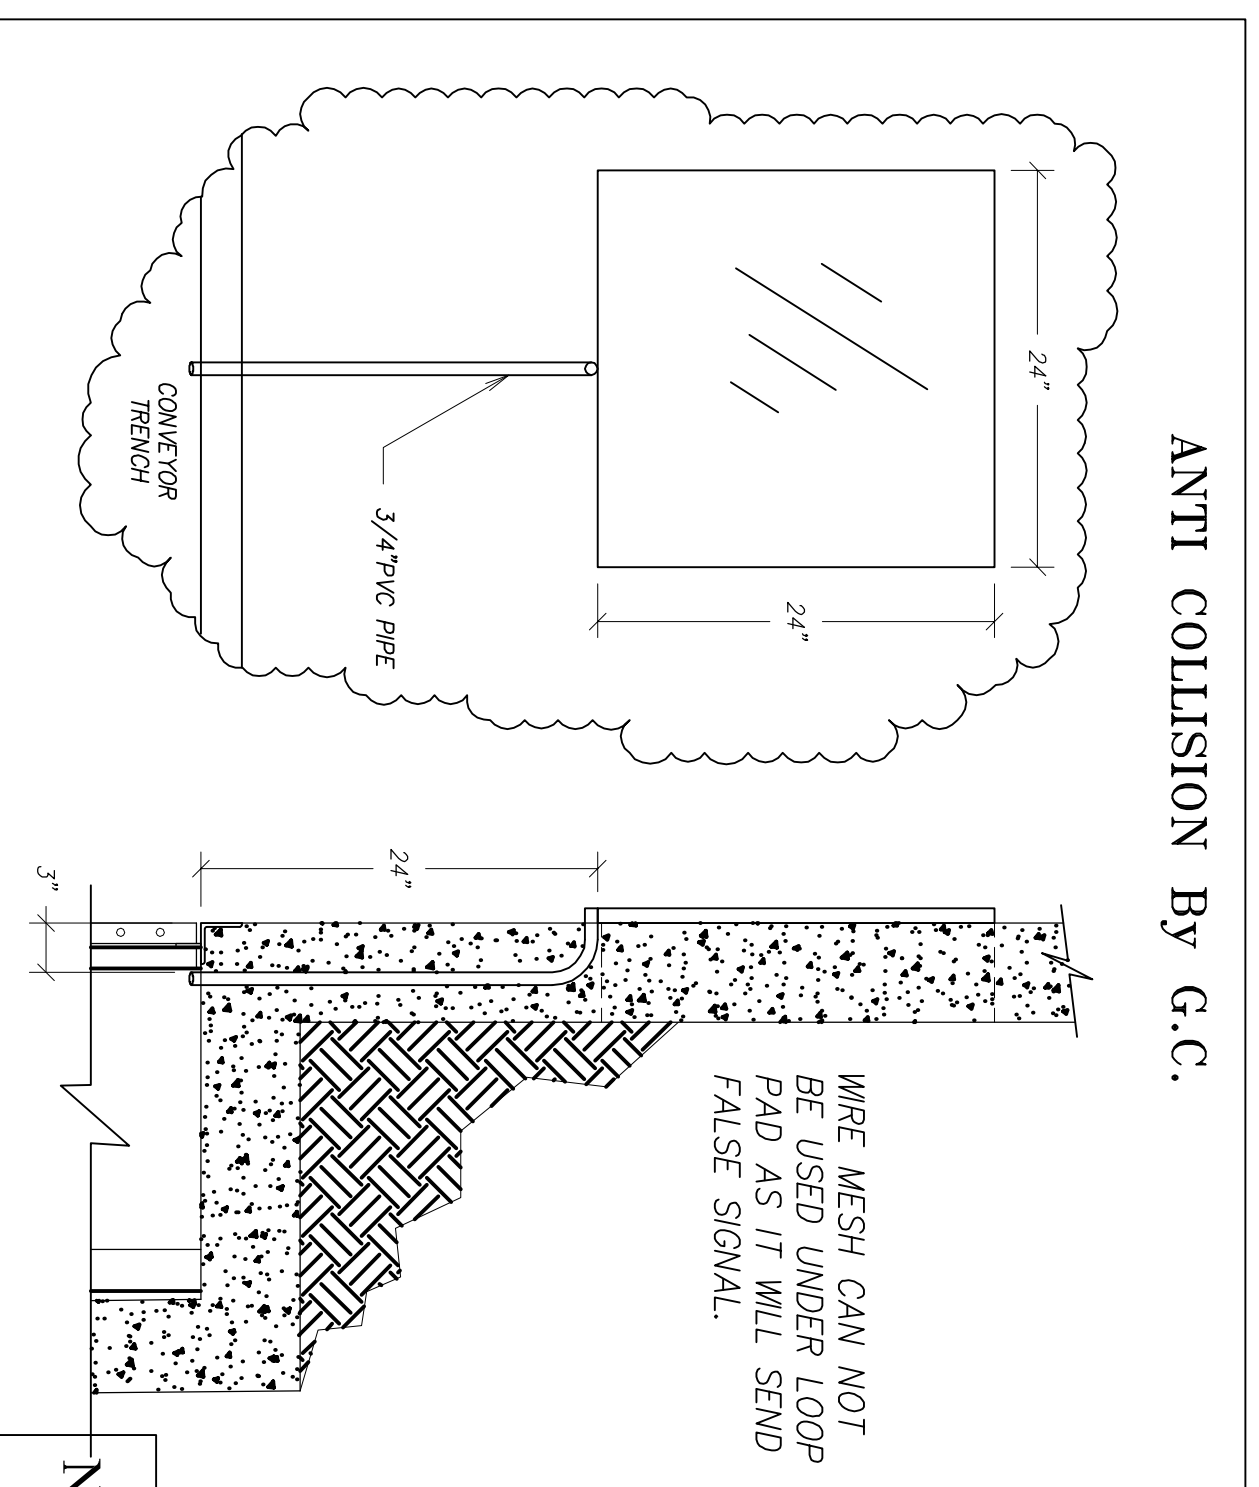 ANTI COLLISION By G.C.
24"
24"
3/4"PVC PIPE
CONVEYOR
TRENCH
WIRE MESH CAN NOT
BE USED UNDER LOOP
PAD AS IT WILL SEND
FALSE SIGNAL.
24"
3"